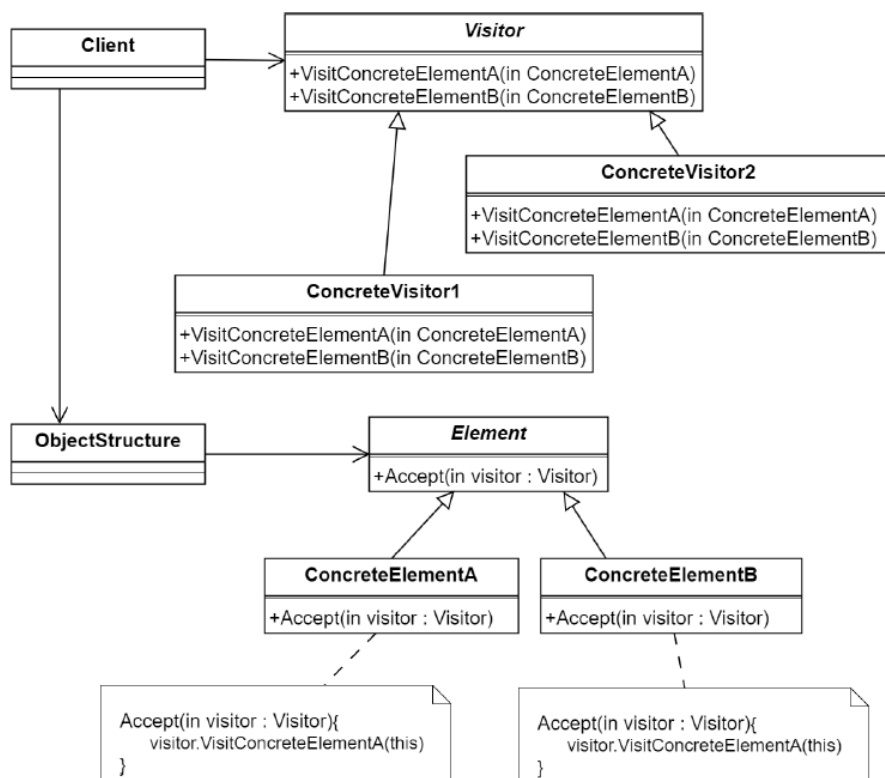 Client
Visitor
+VisitConcreteElementA(in ConcreteElementA)
+VisitConcreteElementB(in ConcreteElementB)
ConcreteVisitor2
+VisitConcreteElementA(in ConcreteElementA)
+VisitConcreteElementB(in ConcreteElementB)
ConcreteVisitor1
+VisitConcreteElementA(in ConcreteElementA)
+VisitConcreteElementB(in ConcreteElementB)
ObjectStructure
Element
+Accept(in visitor : Visitor)
ConcreteElementA
+Accept(in visitor : Visitor)
ConcreteElementB
+Accept(in visitor : Visitor)
Accept(in visitor : Visitor){
visitor.VisitConcreteElementA(this)
}
Accept(in visitor : Visitor){
visitor.VisitConcreteElementA(this)
}